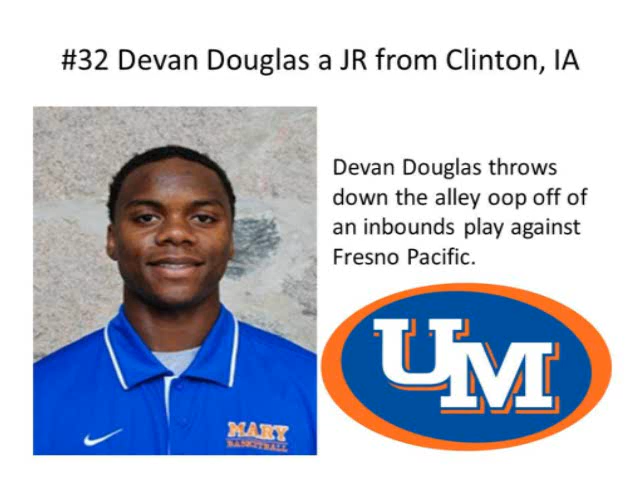 #32 Devan Douglas a JR from Clinton, IA
Devan Douglas throws
down the alley oop off of
an inbounds play against
Fresno Pacific.
UM
MARY
BASKETBALL